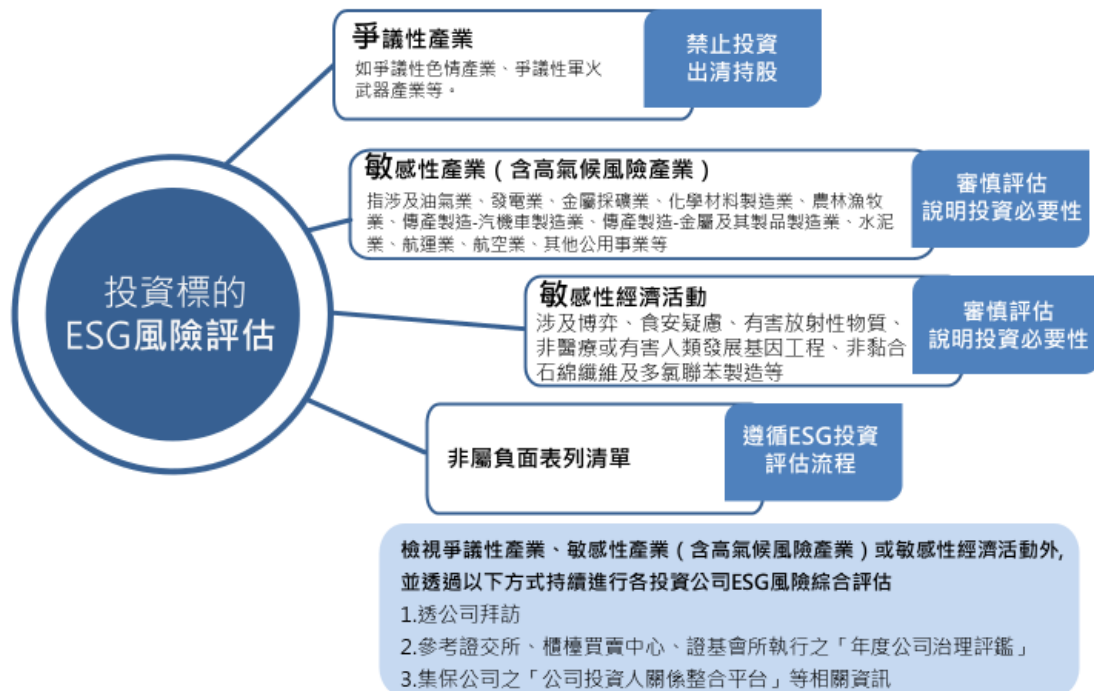 爭議性產業
如爭議性色情產業、爭議性軍火
武器產業等。
禁止投資
出清持股
敏感性產業（含高氣候風險產業）
指涉及油氣業、發電業、金屬採礦業、化學材料製造業、農林漁牧
業、傳產製造-汽機車製造業、傳產製造-金屬及其製品製造業、水泥
業、航運業、航空業、其他公用事業等
審慎評估
說明投資必要性
投資標的
ESG風險評估
敏感性經濟活動
涉及博弈、食安疑慮、有害放射性物質、
非醫療或有害人類發展基因工程、非黏合
石綿纖維及多氯聯苯製造等
審慎評估
說明投資必要性
非屬負面表列清單
遵循ESG投資
評估流程
檢視爭議性產業、敏感性產業（含高氣候風險產業）或敏感性經濟活動外,
並透過以下方式持續進行各投資公司ESG風險綜合評估
1.透公司拜訪
2.參考證交所、櫃檯買賣中心、證基會所執行之「年度公司治理評鑑」
3.集保公司之「公司投資人關係整合平台」等相關資訊